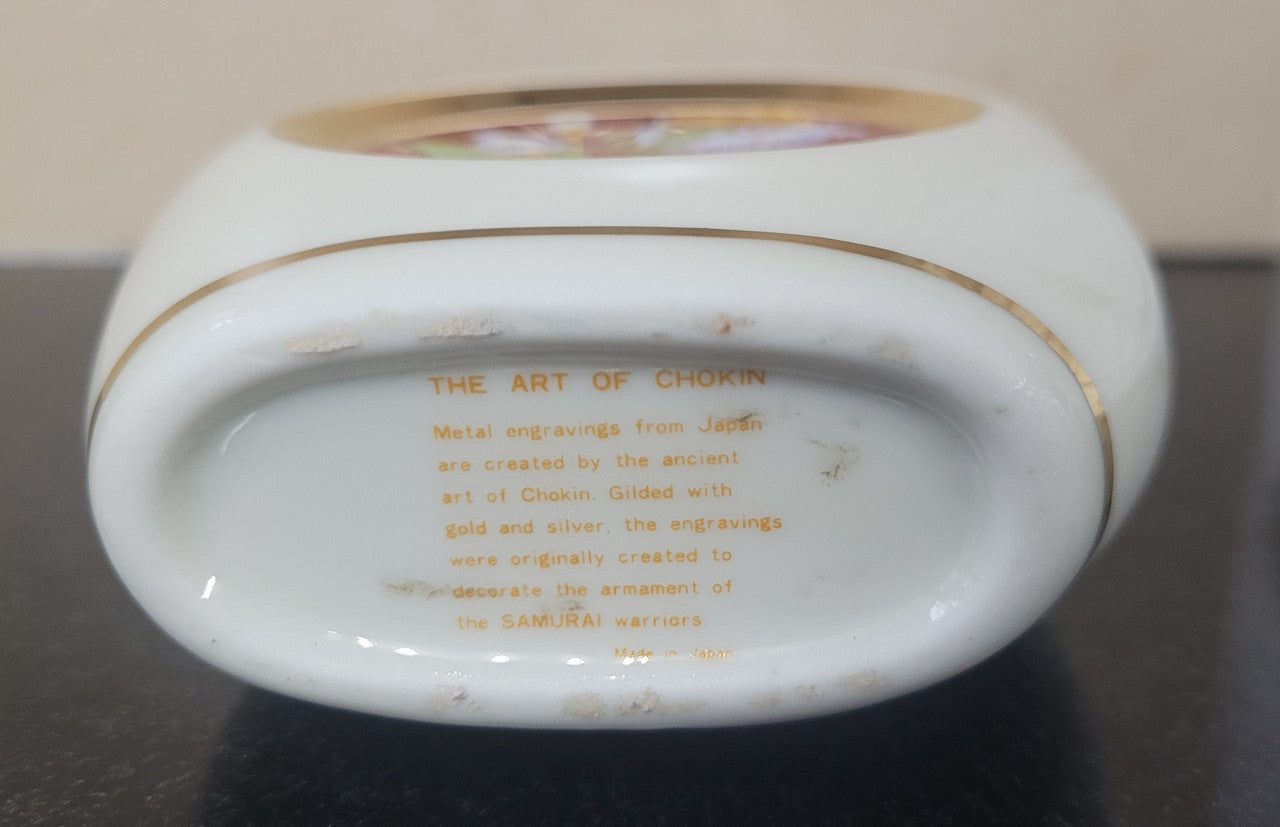 THE ART OF CHOKIN
Metal engravings from Japan
are created by the ancient
art of Chokin. Gilded with
gold and silver, the engravings
were originally created to
decorate the armament of
the SAMURAI warriors.
Made in Japan